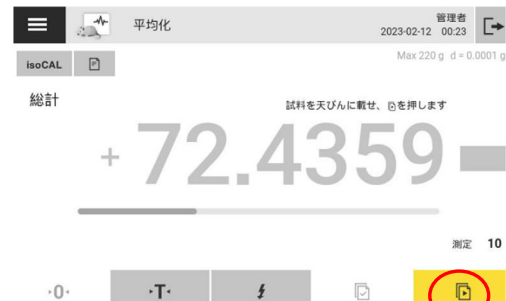 平均化
管理者
2023-02-12 00:23
Max 220 g d = 0.0001 g
isoCAL
P
総計
試料を天びんに載せ、を押します
+ 72.4359
測定 10
·0·
·T·